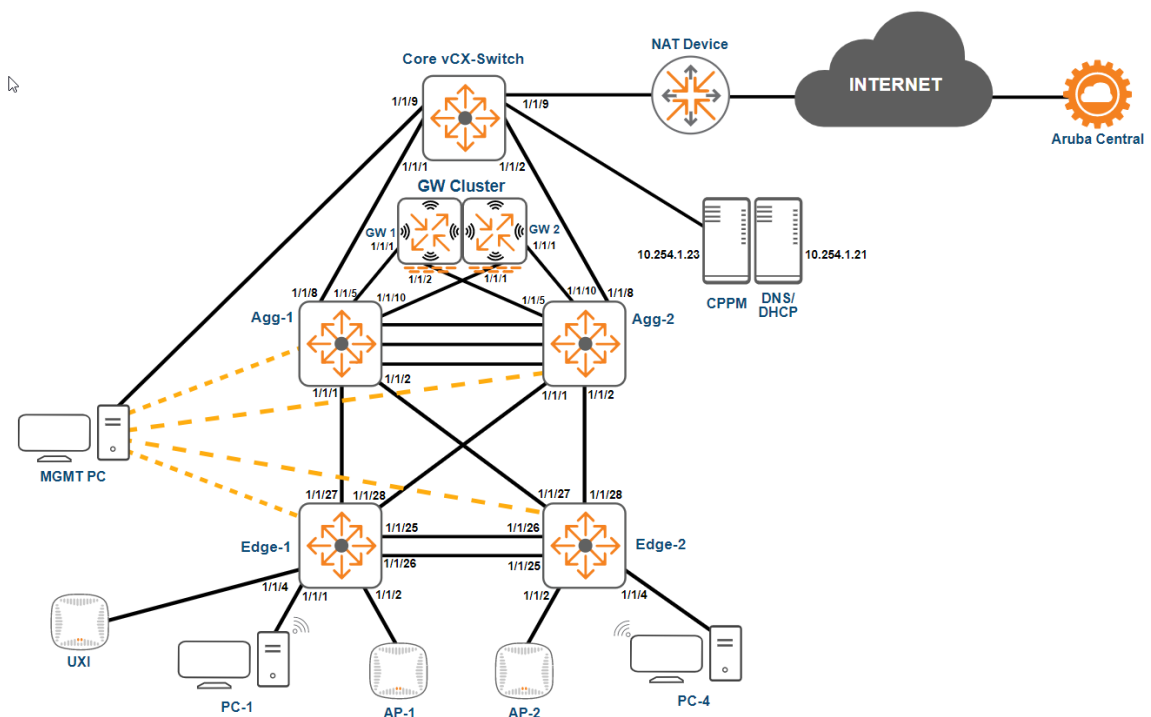 NAT Device
Core vCX-Switch
INTERNET
1/1/9
1/1/9
Aruba Central
1/1/1
1/1/2
GW Cluster
GW 1
GW 2
1/1/1
1/1/1
10.254.1.23
10.254.1.21
1/1/2
1/1/1
1/1/8
1/1/5
1/1/10
1/1/5
1/1/10
1/1/8
CPPM
DNS/
DHCP
Agg-1
Agg-2
1/1/2
1/1/1
1/1/1
1/1/2
MGMT PC
1/1/27
1/1/28
1/1/27
1/1/28
1/1/25
1/1/26
Edge-1
Edge-2
1/1/26
1/1/25
1/1/4
1/1/1
1/1/2
1/1/2
1/1/4
UXI
PC-1
AP-1
AP-2
PC-4